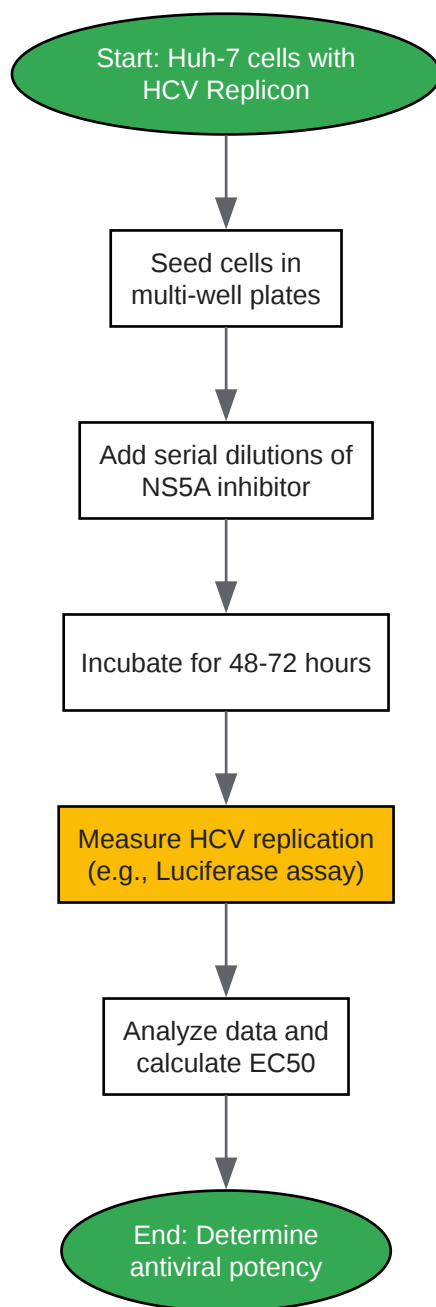 Start: Huh-7 cells with
HCV Replicon
Seed cells in
multi-well plates
Add serial dilutions of
NS5A inhibitor
Incubate for 48-72 hours
Measure HCV replication
(e.g., Luciferase assay)
Analyze data and
calculate EC50
End: Determine
antiviral potency